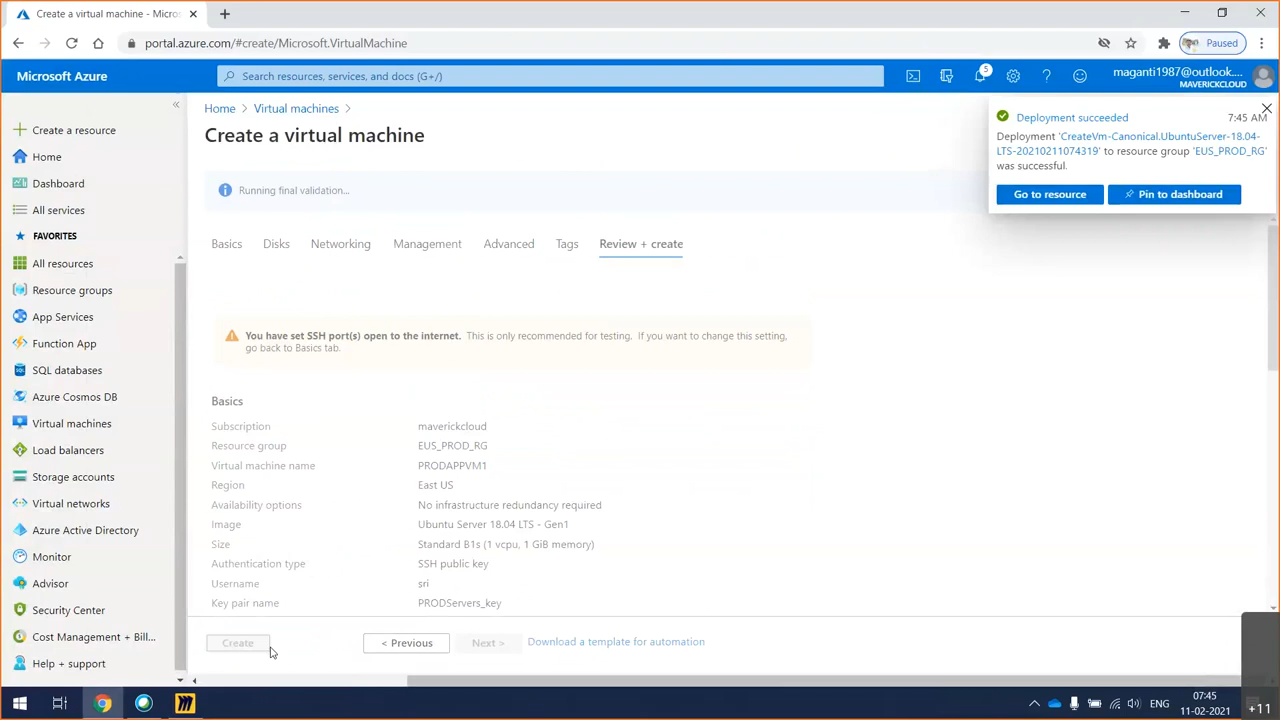 Create a virtual machine - Micros
portal.azure.com/#create/Microsoft.VirtualMachine
Paused
Microsoft Azure
Search resources, services, and docs (G+/)
5
maganti1987@outlook....
MAVERICKCLOUD
Create a resource
Home
Dashboard
All services
FAVORITES
All resources
Resource groups
App Services
Function App
SQL databases
Azure Cosmos DB
Virtual machines
Load balancers
Storage accounts
Virtual networks
Azure Active Directory
Monitor
Advisor
Security Center
Cost Management + Bill...
Help + support
Home > Virtual machines >
Create a virtual machine
Running final validation...
Deployment succeeded 7:45 AM
Deployment 'CreateVm-Canonical.UbuntuServer-18.04-
LTS-20210211074319' to resource group 'EUS_PROD_RG'
was successful.
Go to resource Pin to dashboard
Basics Disks Networking Management Advanced Tags Review + create
You have set SSH port(s) open to the internet. This is only recommended for testing. If you want to change this setting,
go back to Basics tab.
Basics
Subscription maverickcloud
Resource group EUS_PROD_RG
Virtual machine name PRODAPPVM1
Region East US
Availability options No infrastructure redundancy required
Image Ubuntu Server 18.04 LTS - Gen1
Size Standard B1s (1 vcpu, 1 GiB memory)
Authentication type SSH public key
Username sri
Key pair name PRODServers_key
Create < Previous Next > Download a template for automation
ENG
07:45
11-02-2021
+11